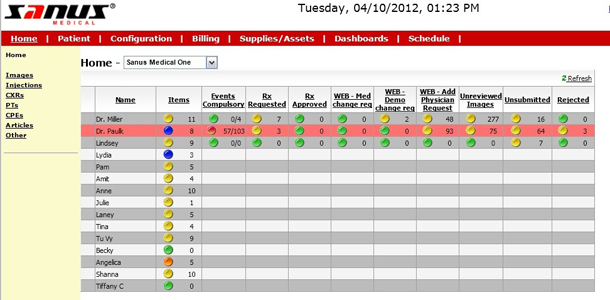 Sanus®
MEDICAL
Tuesday, 04/10/2012, 01:23 PM
Home | Patient | Configuration | Billing | Supplies/Assets | Dashboards | Schedule |
Home
Images
Injections
CXRs
PTs
CPEs
Articles
Other
Home - Sanus Medical One
Refresh
Name Items Events Compulsory Rx Requested Rx Approved WEB - Med change req WEB - Demo change req WEB - Add Physician Request Unreviewed Images Unsubmitted Rejected
Dr. Miller 11 0/4 7 0 0 2 48 277 16 0
Dr. Paulk 8 57/103 3 0 0 0 93 75 64 3
Lindsey 9 0/0 0 0 0 0 0 0 7 0
Lydia 3
Pam 5
Amit 4
Anne 10
Julie 1
Laney 5
Tina 4
Tu Vy 9
Becky 0
Angelica 5
Shanna 10
Tiffany C 0